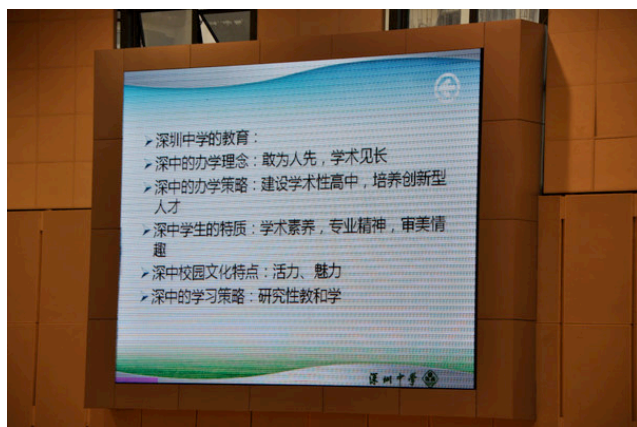 ➢深圳中学的教育：
➢深中的办学理念：敢为人先，学术见长
➢深中的办学策略：建设学术性高中，培养创新型
人才
➢深中学生的特质：学术素养，专业精神，审美情
趣
➢深中校园文化特点：活力、魅力
➢深中的学习策略：研究性教和学
深圳中学